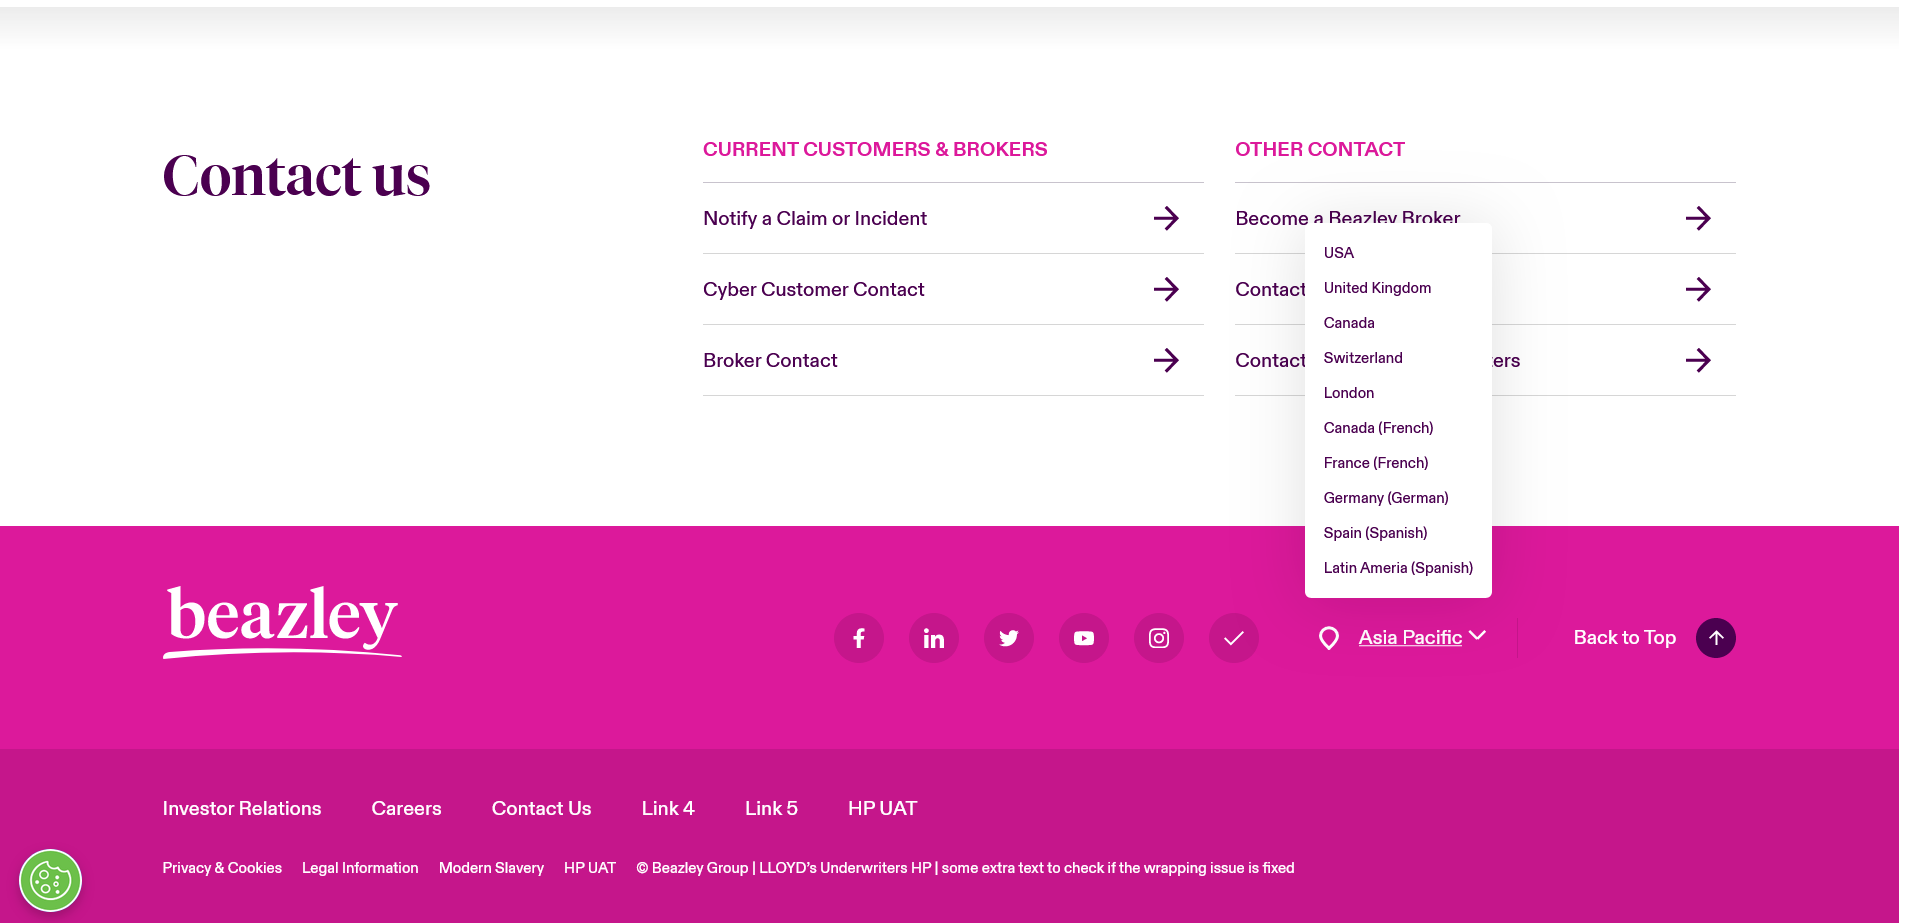 Contact us
CURRENT CUSTOMERS & BROKERS
Notify a Claim or Incident
Cyber Customer Contact
Broker Contact
OTHER CONTACT
Become a Beazley Broker
Contact
Contact
USA
United Kingdom
Canada
Switzerland
London
Canada (French)
France (French)
Germany (German)
Spain (Spanish)
Latin Ameria (Spanish)
beazley
Asia Pacific
Back to Top
Investor Relations Careers Contact Us Link 4 Link 5 HP UAT
Privacy & Cookies Legal Information Modern Slavery HP UAT © Beazley Group | LLOYD's Underwriters HP | some extra text to check if the wrapping issue is fixed